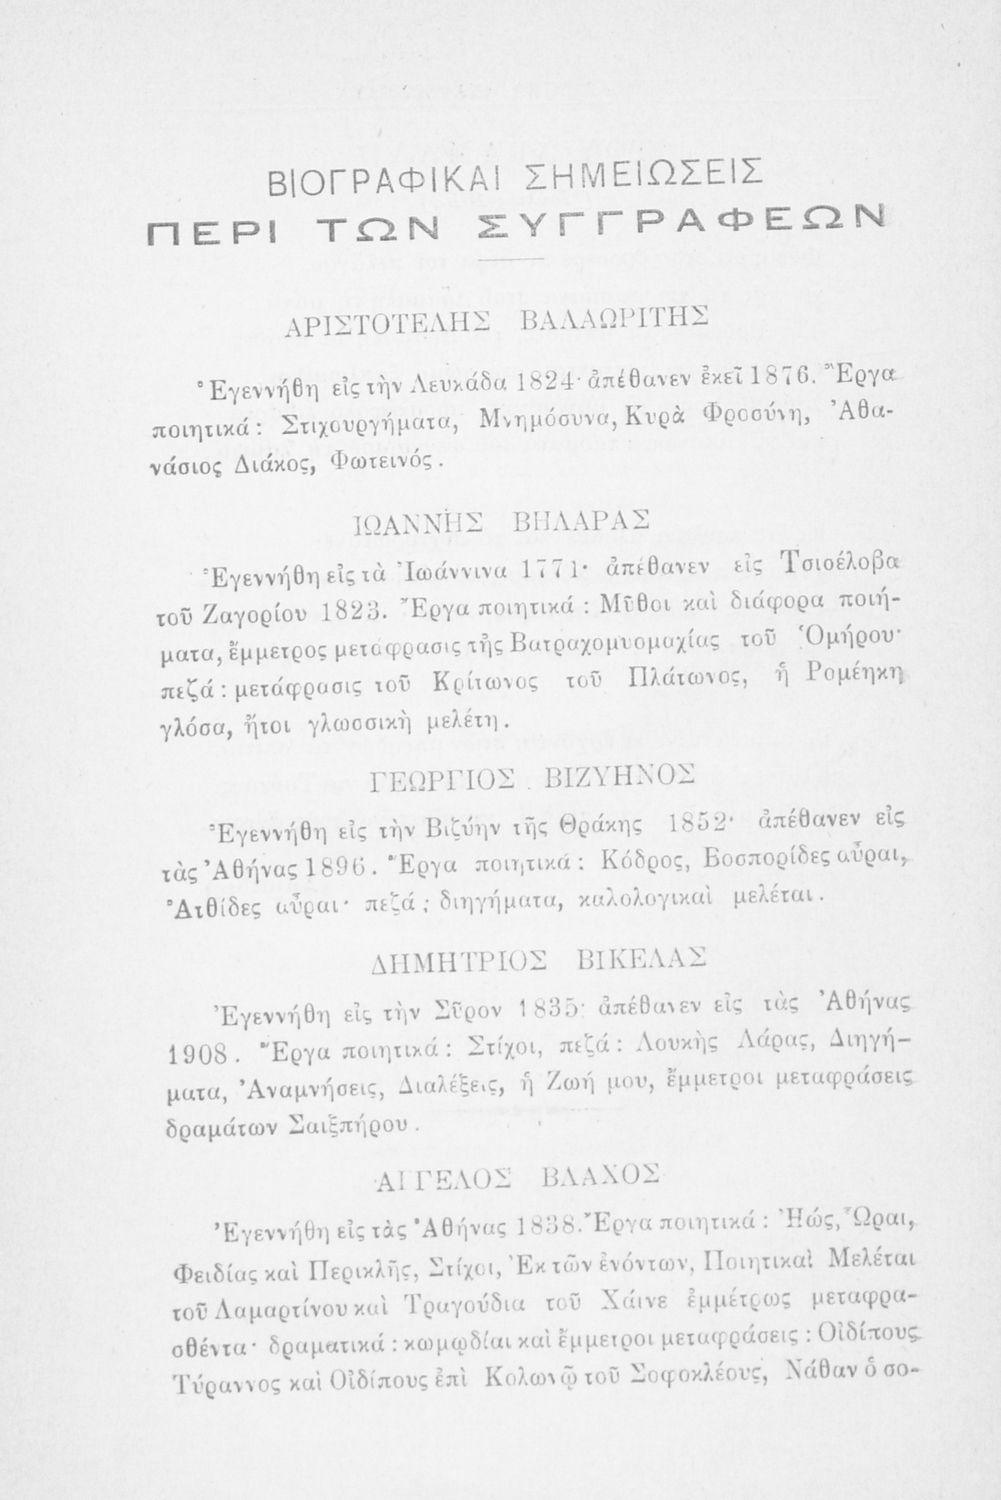 ΒΙΟΓΡΑΦΙΚΑΙ ΣΗΜΕΙΩΣΕΙΣ
ΠΕΡΙ ΤΩΝ ΣΥΓΓΡΑΦΕΩΝ
ΑΡΙΣΤΟΤΕΛΗΣ ΒΑΛΑΩΡΙΤΗΣ
Ἐγεννήθη εἰς τὴν Λευκάδα 1824· ἀπέθανεν ἐκεῖ 1876. Ἔργα
ποιητικά : Στιχουργήματα, Μνημόσυνα, Κυρὰ Φροσύνη, Ἀθα-
νάσιος Διάκος, Φωτεινός.
ΙΩΑΝΝΗΣ ΒΗΛΑΡΑΣ
Ἐγεννήθη εἰς τὰ Ἰωάννινα 1771· ἀπέθανεν εἰς Τσιοέλοβα
τοῦ Ζαγορίου 1823. Ἔργα ποιητικά : Μῦθοι καὶ διάφορα ποιή-
ματα, ἔμμετρος μετάφρασις τῆς Βατραχομυομαχίας τοῦ Ὁμήρου·
πεζά : μετάφρασις τοῦ Κρίτωνος τοῦ Πλάτωνος, ἡ Ρομέηκη
γλόσα, ἤτοι γλωσσικὴ μελέτη.
ΓΕΩΡΓΙΟΣ ΒΙΖΥΗΝΟΣ
Ἐγεννήθη εἰς τὴν Βιζύην τῆς Θράκης 1852· ἀπέθανεν εἰς
τὰς Ἀθήνας 1896. Ἔργα ποιητικά : Κόδρος, Βοσπορίδες αὖραι,
Ἀτθίδες αὖραι· πεζά ; διηγήματα, καλολογικαὶ μελέται.
ΔΗΜΗΤΡΙΟΣ ΒΙΚΕΛΑΣ
Ἐγεννήθη εἰς τὴν Σῦρον 1835· ἀπέθανεν εἰς τὰς Ἀθήνας
1908. Ἔργα ποιητικά : Στίχοι, πεζά : Λουκὴς Λάρας, Διηγή-
ματα, Ἀναμνήσεις, Διαλέξεις, ἡ Ζωή μου, ἔμμετροι μεταφράσεις
δραμάτων Σαιξπήρου.
ΑΓΓΕΛΟΣ ΒΛΑΧΟΣ
Ἐγεννήθη εἰς τὰς Ἀθήνας 1838. Ἔργα ποιητικά : Ἠώς, Ὧραι,
Φειδίας καὶ Περικλῆς, Στίχοι, Ἐκ τῶν ἐνόντων, Ποιητικαὶ Μελέται
τοῦ Λαμαρτίνου καὶ Τραγούδια τοῦ Χάινε ἐμμέτρως μεταφρα-
σθέντα· δραματικά : κωμῳδίαι καὶ ἔμμετροι μεταφράσεις : Οἰδίπους
Τύραννος καὶ Οἰδίπους ἐπὶ Κολωνῷ τοῦ Σοφοκλέους, Νάθαν ὁ σο-